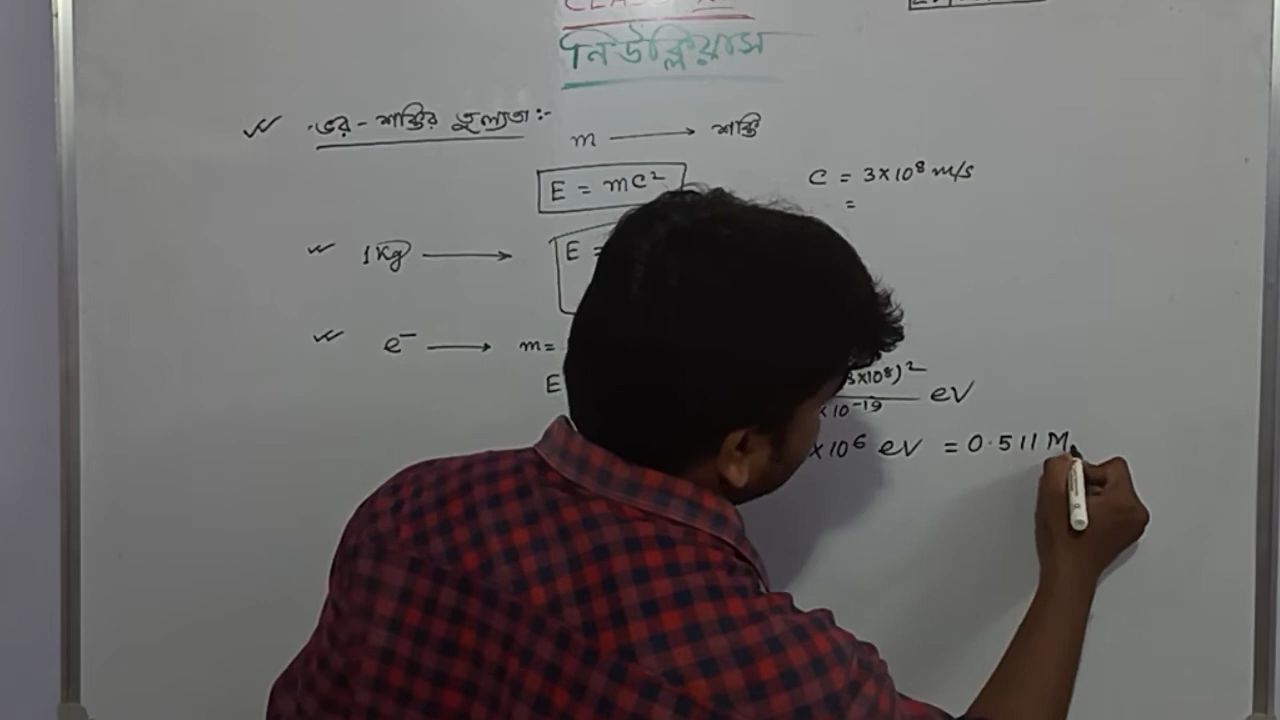 নিউক্লিয়াস
ভর - শক্তির তুল্যতা :-
m ⟶ শক্তি
E = mc²
C = 3×10⁸ m/s
=
1 Kg ⟶ E =
e⁻ ⟶ m =
E
3×10⁸)²
×10⁻¹⁹ eV
×10⁶ eV = 0.511 M